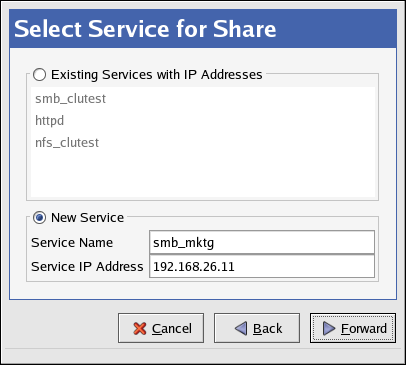 Select Service for Share
Existing Services with IP Addresses
smb_clutest
httpd
nfs_clutest
New Service
Service Name smb_mktg
Service IP Address 192.168.26.11
Cancel Back Forward